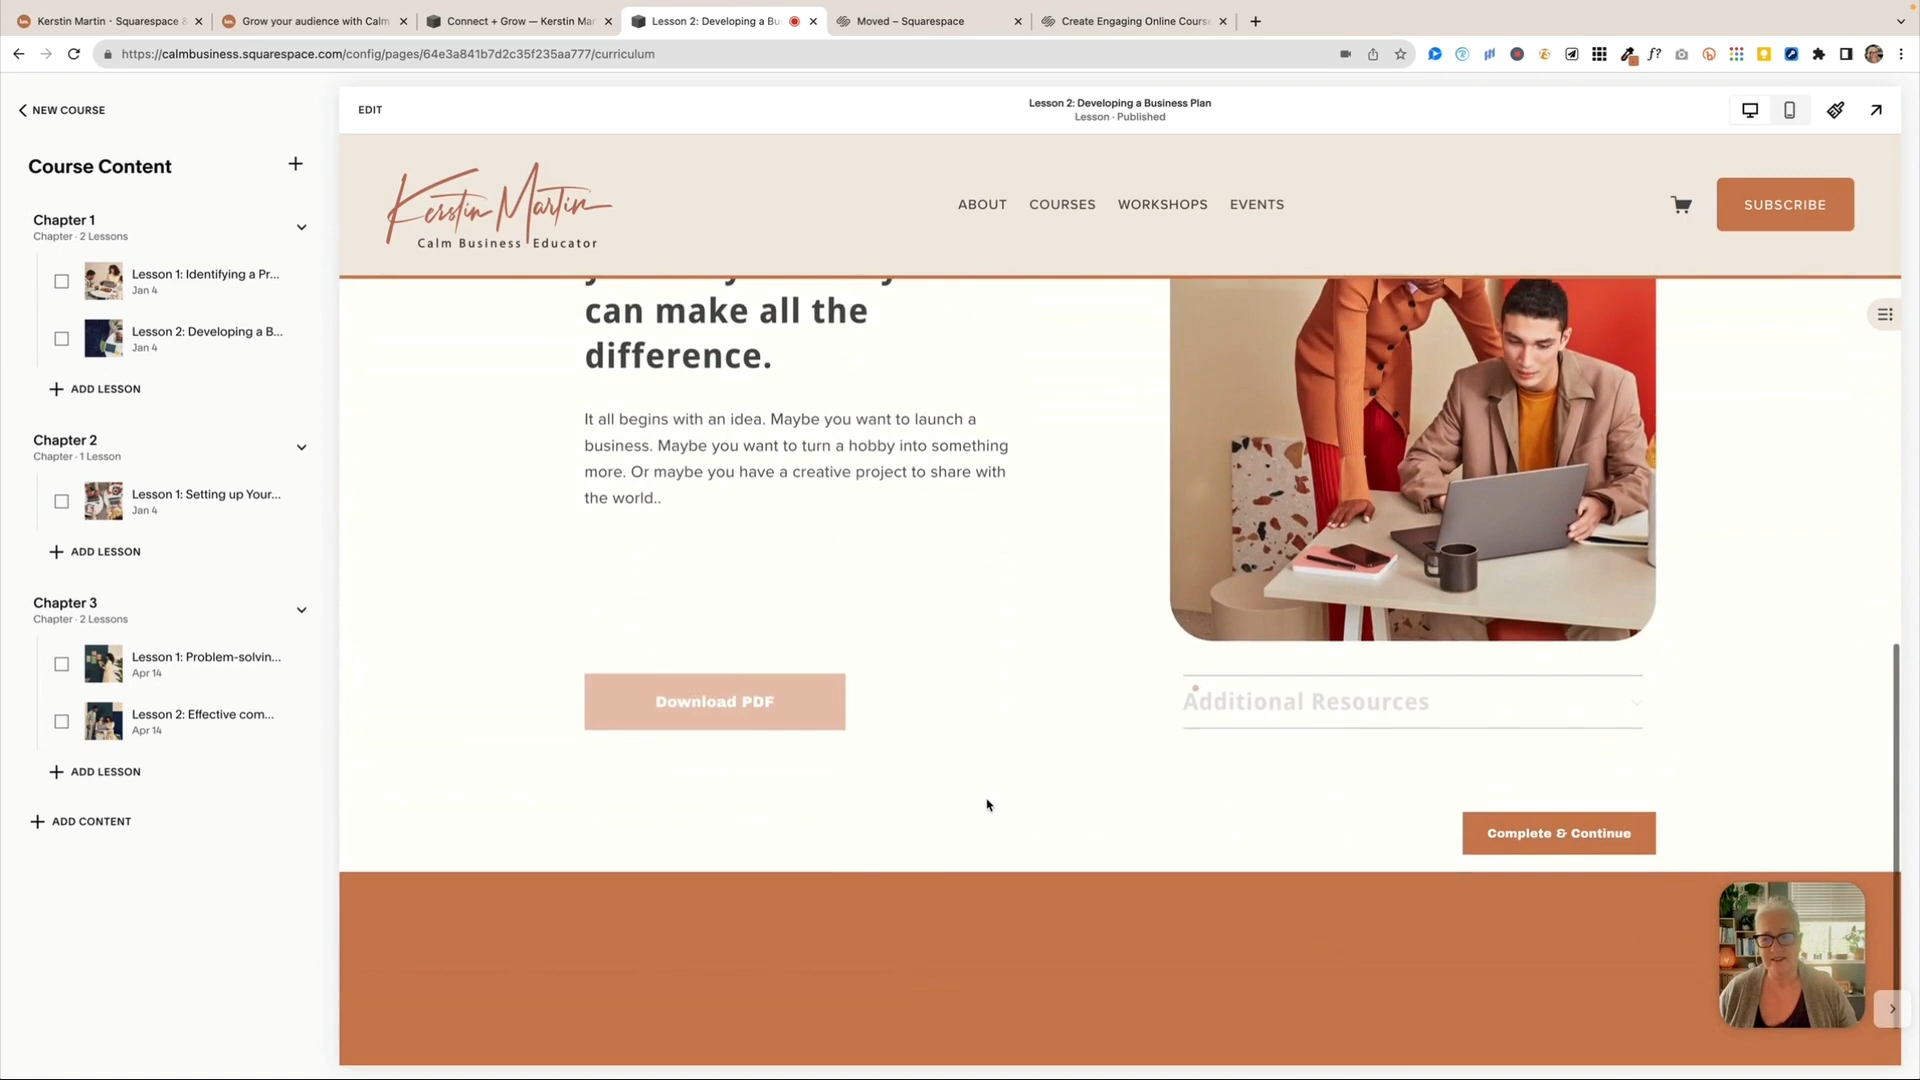 Kerstin Martin - Squarespace &
Grow your audience with Calm
Connect + Grow — Kerstin Mar
Lesson 2: Developing a Bu
Moved – Squarespace
Create Engaging Online Course
https://calmbusiness.squarespace.com/config/pages/64e3a841b7d2c35f235aa777/curriculum
f?
NEW COURSE
EDIT
Lesson 2: Developing a Business Plan
Lesson · Published
Course Content
Chapter 1
Chapter · 2 Lessons
Lesson 1: Identifying a Pr...
Jan 4
Lesson 2: Developing a B...
Jan 4
ADD LESSON
Chapter 2
Chapter · 1 Lesson
Lesson 1: Setting up Your...
Jan 4
ADD LESSON
Chapter 3
Chapter · 2 Lessons
Lesson 1: Problem-solvin...
Apr 14
Lesson 2: Effective com...
Apr 14
ADD LESSON
ADD CONTENT
Kerstin Martin
Calm Business Educator
ABOUT
COURSES
WORKSHOPS
EVENTS
SUBSCRIBE
can make all the
difference.
It all begins with an idea. Maybe you want to launch a
business. Maybe you want to turn a hobby into something
more. Or maybe you have a creative project to share with
the world..
Download PDF
Additional Resources
Complete & Continue